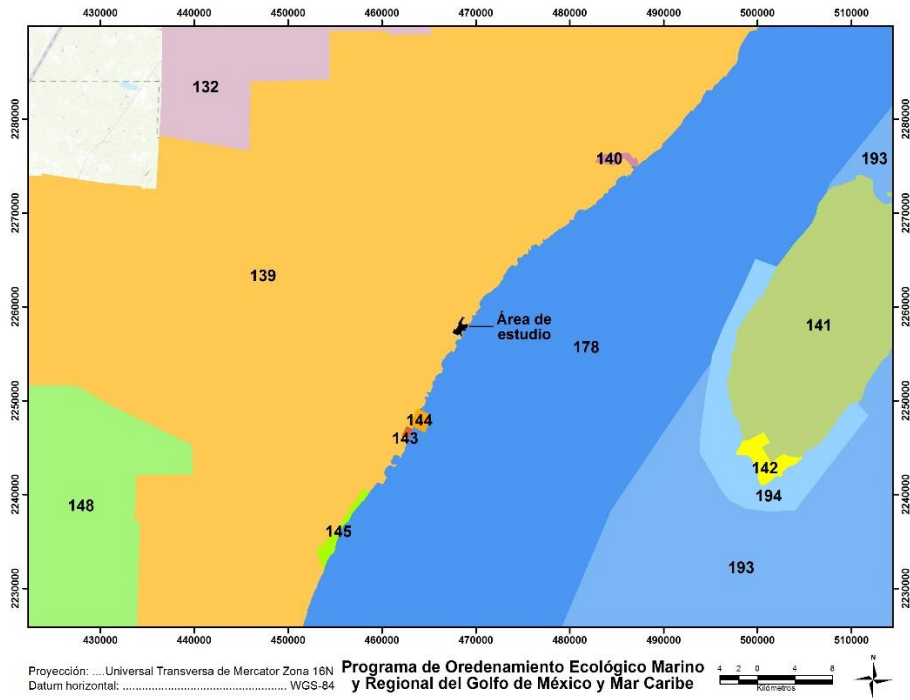 430000 440000 450000 460000 470000 480000 490000 500000 510000
2280000 2280000
2270000 2270000
2260000 2260000
2250000 2250000
2240000 2240000
2230000 2230000
132
140
193
139
Área de
estudio
141
178
144
143
142
148
194
145
193
430000 440000 450000 460000 470000 480000 490000 500000 510000
Proyección: ....Universal Transversa de Mercator Zona 16N
Datum horizontal: ................................................ WGS-84
Programa de Oredenamiento Ecológico Marino
y Regional del Golfo de México y Mar Caribe
4 2 0 4 8
Kilómetros
N